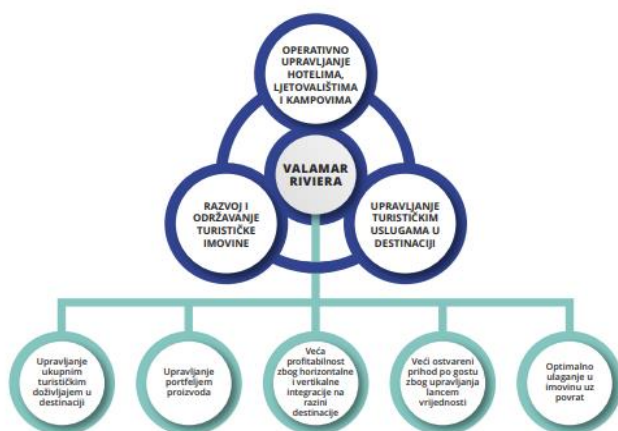 OPERATIVNO
UPRAVLJANJE
HOTELIMA,
LJETOVALIŠTIMA
I KAMPOVIMA
VALAMAR
RIVIERA
RAZVOJ I
ODRŽAVANJE
TURISTIČKE
IMOVINE
UPRAVLJANJE
TURISTIČKIM
USLUGAMA U
DESTINACIJI
Upravljanje
ukupnim
turističkim
doživljajem u
destinaciji
Upravljanje
portfeljem
proizvoda
Veća
profitabilnost
zbog horizontalne
i vertikalne
integracije na
razini
destinacije
Veći ostvareni
prihod po gostu
zbog upravljanja
lancem
vrijednosti
Optimalno
ulaganje u
imovinu uz
povrat